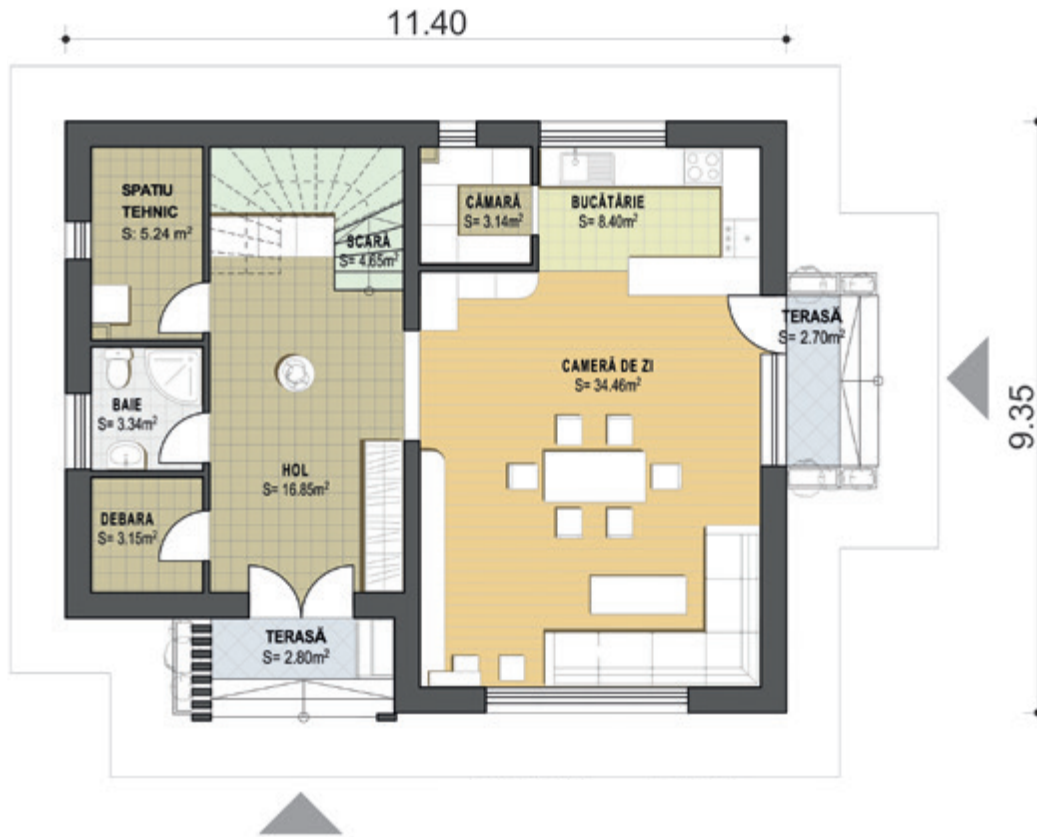 11.40
SPATIU
TEHNIC
S: 5.24 m²
SCARĂ
S= 4.65m²
CĂMARĂ
S= 3.14m²
BUCĂTĂRIE
S= 8.40m²
TERASĂ
S= 2.70m²
CAMERĂ DE ZI
S= 34.46m²
9.35
BAIE
S= 3.34m²
HOL
S= 16.85m²
DEBARA
S= 3.15m²
TERASĂ
S= 2.80m²